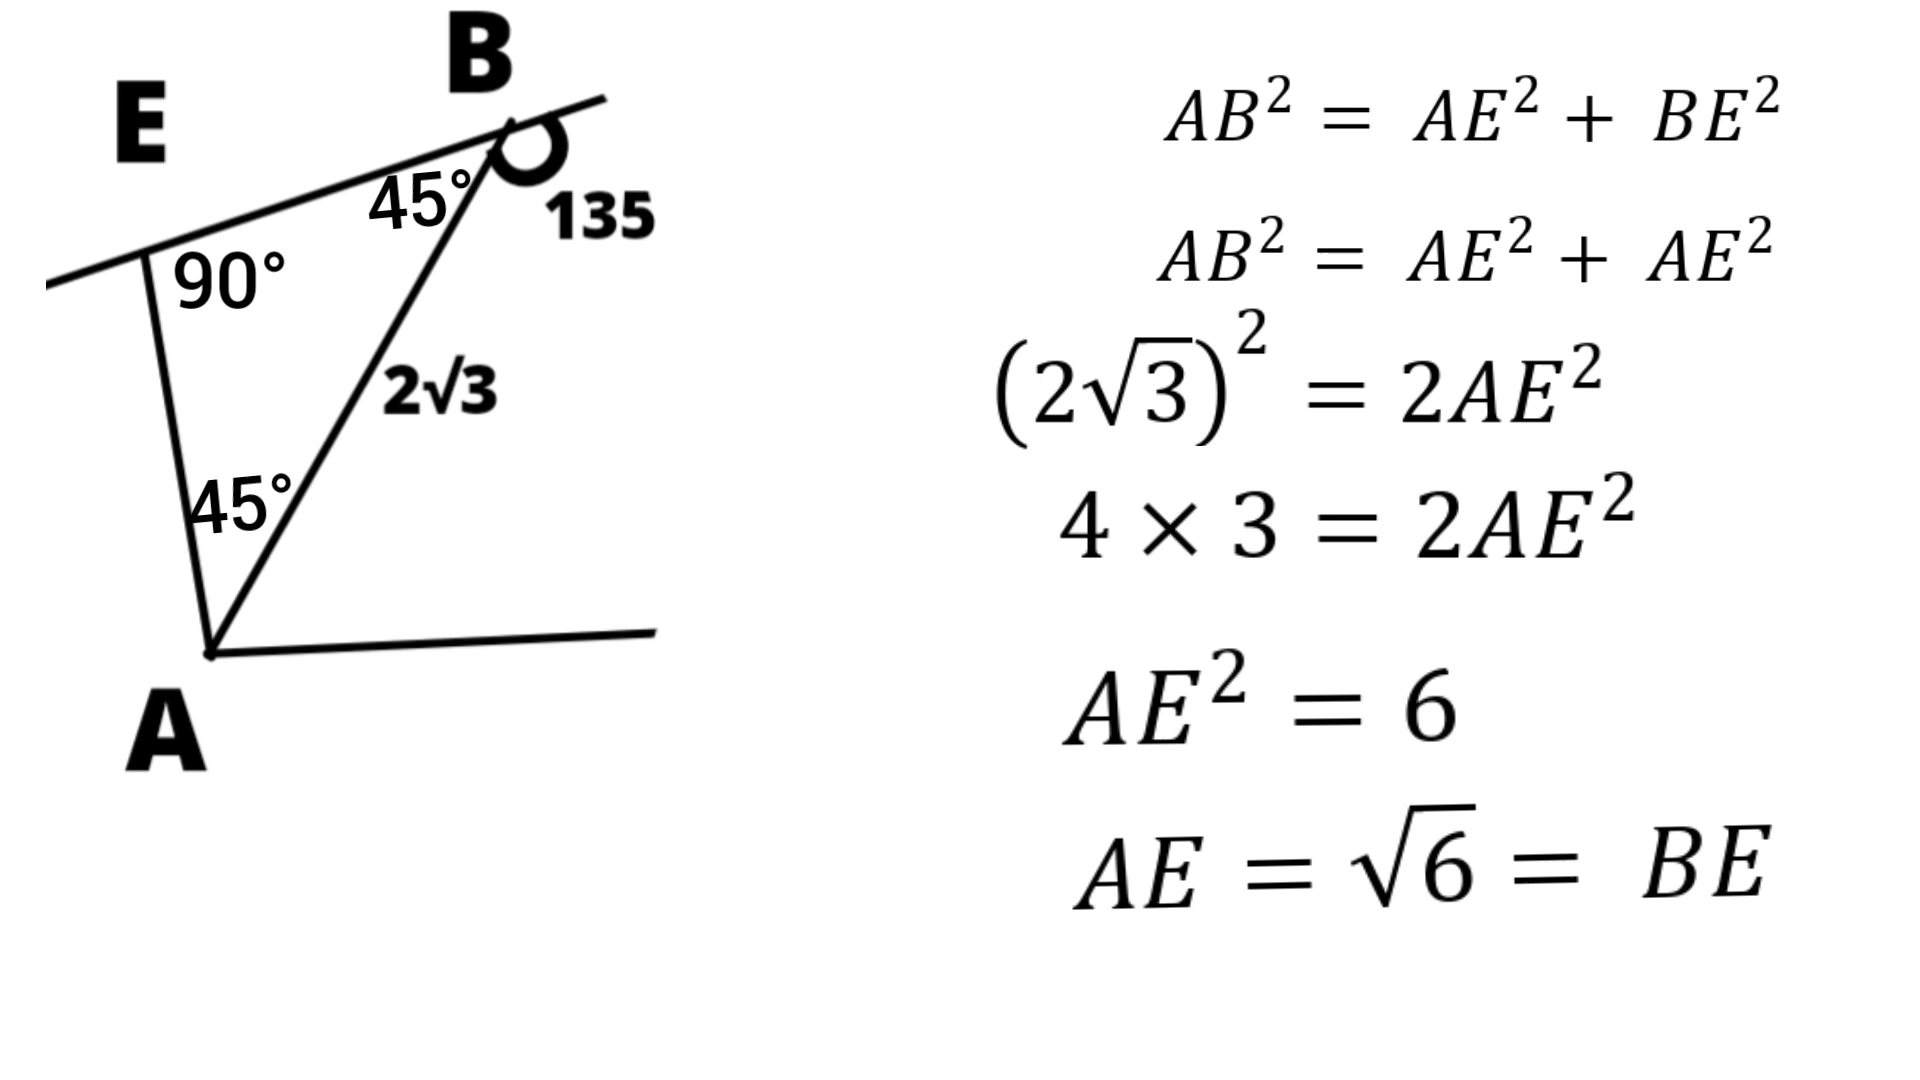 B
E
45°
135
90°
2√3
45°
A
AB² = AE² + BE²
AB² = AE² + AE²
(2√3)² = 2AE²
4 × 3 = 2AE²
AE² = 6
AE = √6 = BE